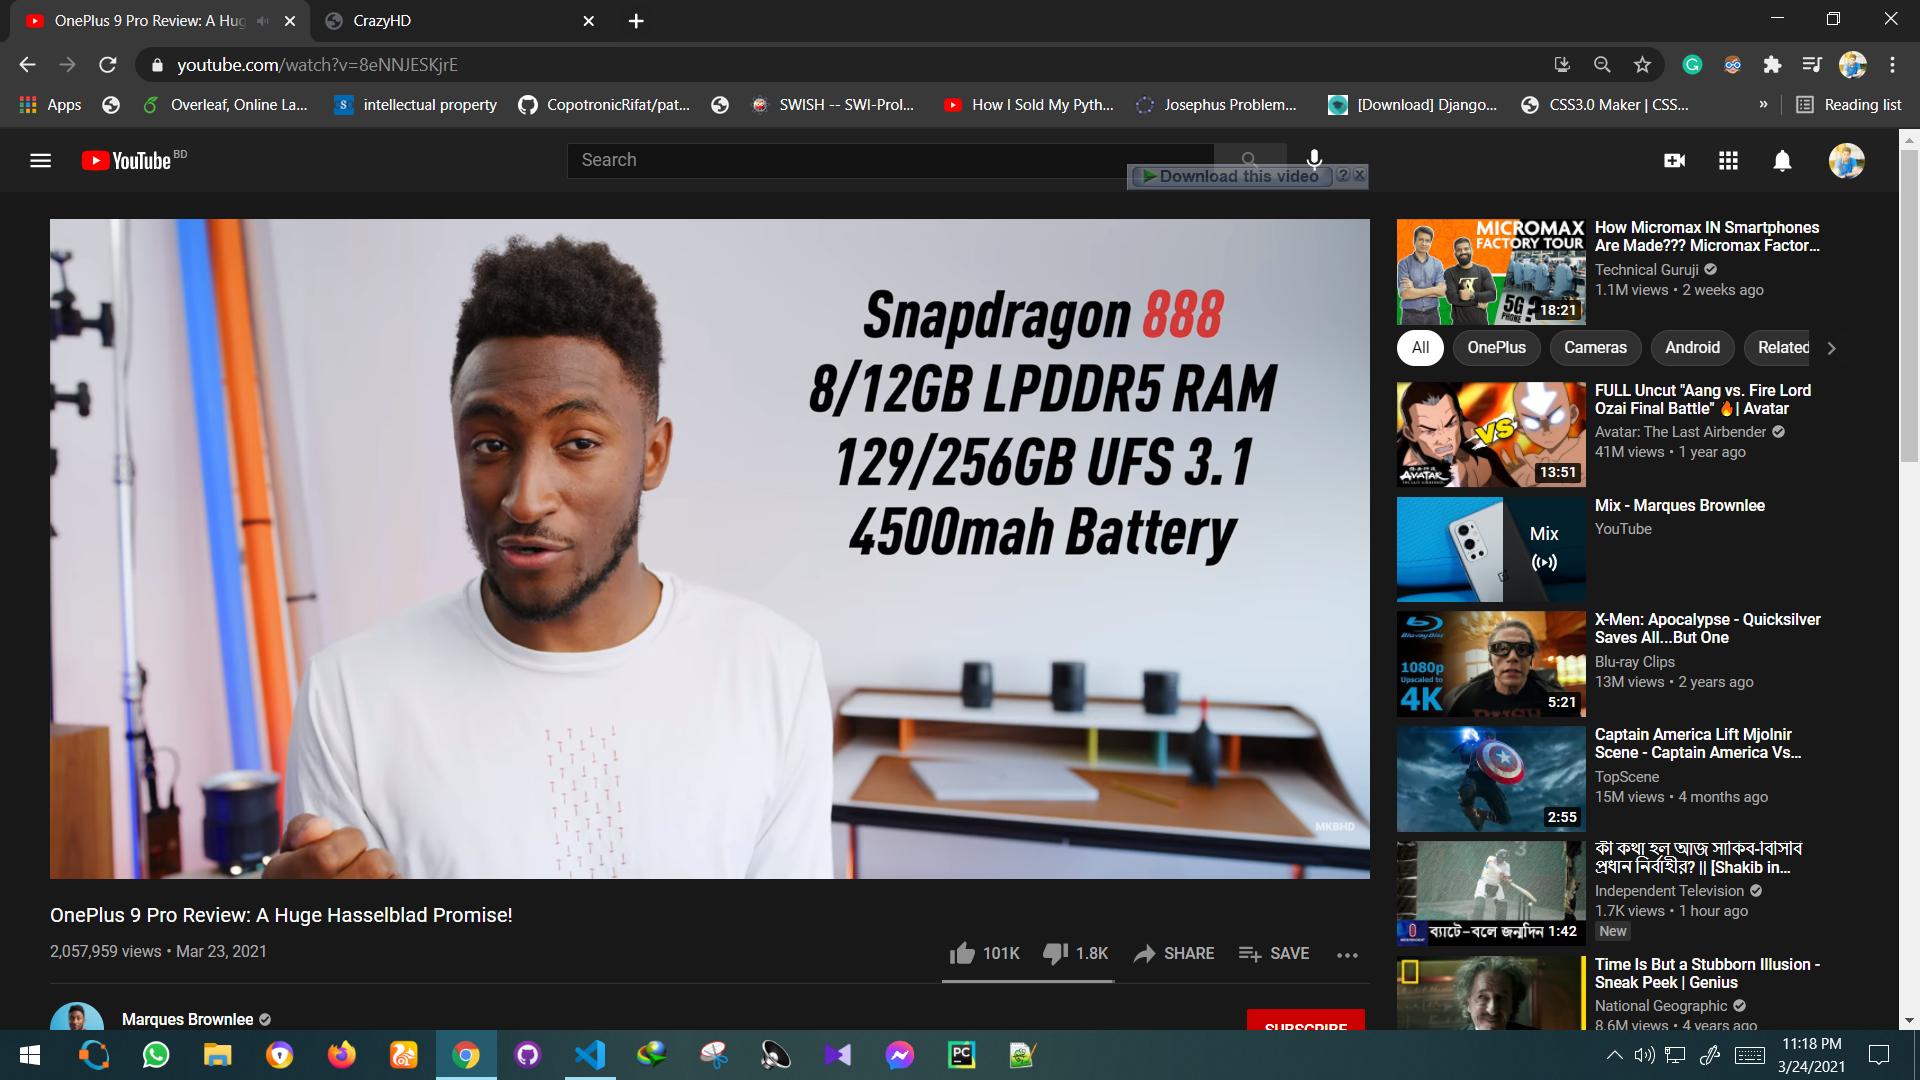 OnePlus 9 Pro Review: A Hug
CrazyHD
youtube.com/watch?v=8eNNJESKjrE
Apps
Overleaf, Online La...
intellectual property
CopotronicRifat/pat...
SWISH -- SWI-Prol...
How I Sold My Pyth...
Josephus Problem...
[Download] Django...
CSS3.0 Maker | CSS...
»
Reading list
YouTube BD
Search
Download this video
Snapdragon 888
8/12GB LPDDR5 RAM
129/256GB UFS 3.1
4500mah Battery
MKBHD
OnePlus 9 Pro Review: A Huge Hasselblad Promise!
2,057,959 views • Mar 23, 2021
101K
1.8K
SHARE
SAVE
Marques Brownlee
SUBSCRIBE
MICROMAX
FACTORY TOUR
5G ?
PHONE
18:21
How Micromax IN Smartphones
Are Made??? Micromax Factor...
Technical Guruji
1.1M views • 2 weeks ago
All
OnePlus
Cameras
Android
Related
VS
AVATAR
13:51
FULL Uncut "Aang vs. Fire Lord
Ozai Final Battle" 🔥| Avatar
Avatar: The Last Airbender
41M views • 1 year ago
Mix
Mix - Marques Brownlee
YouTube
Blu-ray Disc
1080p
Upscaled to
4K
RUSH
5:21
X-Men: Apocalypse - Quicksilver
Saves All...But One
Blu-ray Clips
13M views • 2 years ago
2:55
Captain America Lift Mjolnir
Scene - Captain America Vs...
TopScene
15M views • 4 months ago
ব্যাটে-বলে জন্মদিন 1:42
কী কথা হল আজ সাকিব-বিসিবি
প্রধান নির্বাহীর? || [Shakib in...
Independent Television
1.7K views • 1 hour ago
New
Time Is But a Stubborn Illusion -
Sneak Peek | Genius
National Geographic
8.6M views • 4 years ago
PC
11:18 PM
3/24/2021